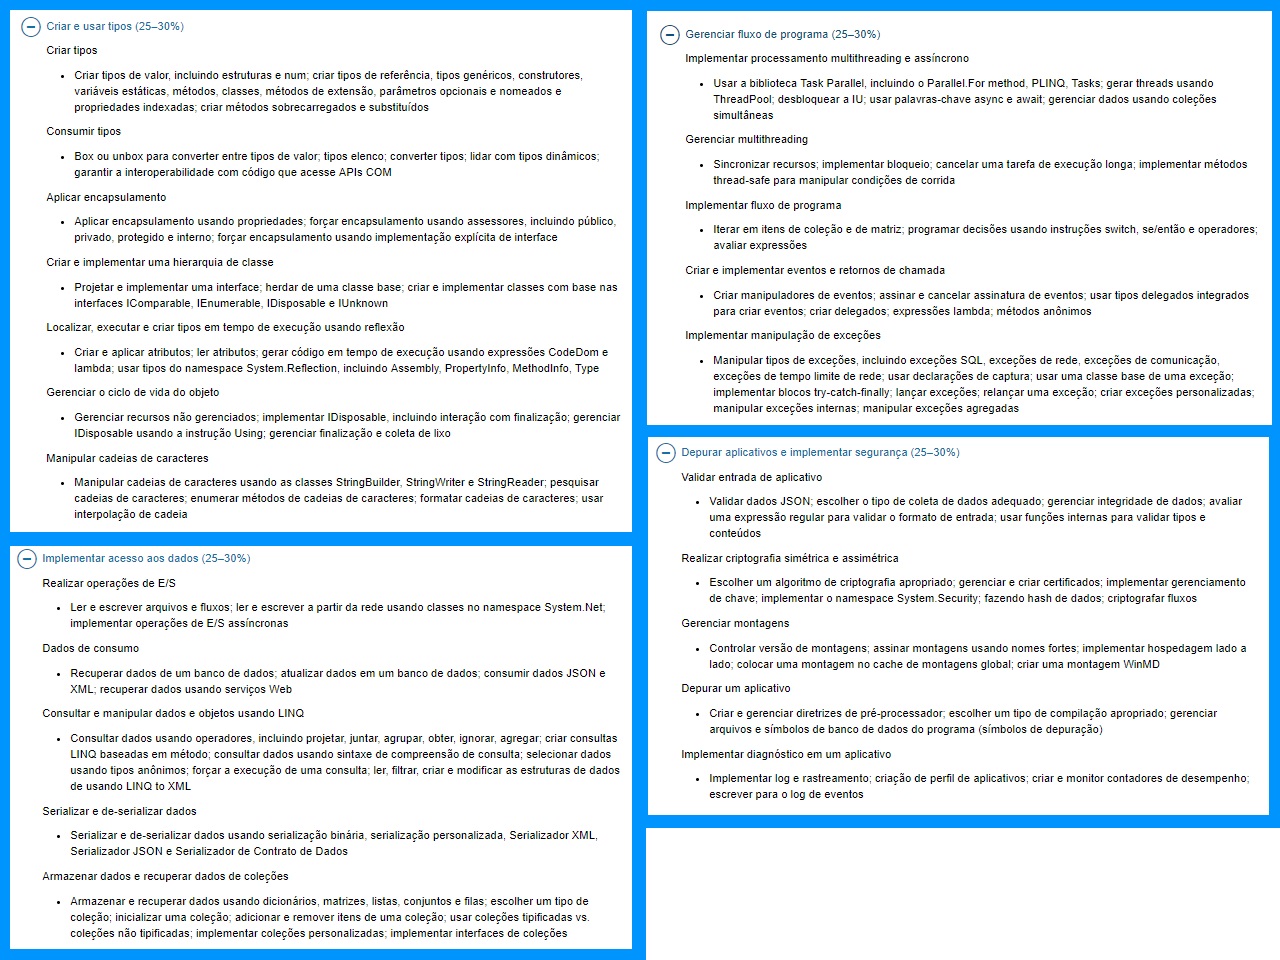 Criar e usar tipos (25–30%)
Criar tipos
• Criar tipos de valor, incluindo estruturas e num; criar tipos de referência, tipos genéricos, construtores,
variáveis estáticas, métodos, classes, métodos de extensão, parâmetros opcionais e nomeados e
propriedades indexadas; criar métodos sobrecarregados e substituídos
Consumir tipos
• Box ou unbox para converter entre tipos de valor; tipos elenco; converter tipos; lidar com tipos dinâmicos;
garantir a interoperabilidade com código que acesse APIs COM
Aplicar encapsulamento
• Aplicar encapsulamento usando propriedades; forçar encapsulamento usando assessores, incluindo público,
privado, protegido e interno; forçar encapsulamento usando implementação explícita de interface
Criar e implementar uma hierarquia de classe
• Projetar e implementar uma interface; herdar de uma classe base; criar e implementar classes com base nas
interfaces IComparable, IEnumerable, IDisposable e IUnknown
Localizar, executar e criar tipos em tempo de execução usando reflexão
• Criar e aplicar atributos; ler atributos; gerar código em tempo de execução usando expressões CodeDom e
lambda; usar tipos do namespace System.Reflection, incluindo Assembly, PropertyInfo, MethodInfo, Type
Gerenciar o ciclo de vida do objeto
• Gerenciar recursos não gerenciados; implementar IDisposable, incluindo interação com finalização; gerenciar
IDisposable usando a instrução Using; gerenciar finalização e coleta de lixo
Manipular cadeias de caracteres
• Manipular cadeias de caracteres usando as classes StringBuilder, StringWriter e StringReader; pesquisar
cadeias de caracteres; enumerar métodos de cadeias de caracteres; formatar cadeias de caracteres; usar
interpolação de cadeia
Implementar acesso aos dados (25–30%)
Realizar operações de E/S
• Ler e escrever arquivos e fluxos; ler e escrever a partir da rede usando classes no namespace System.Net;
implementar operações de E/S assíncronas
Dados de consumo
• Recuperar dados de um banco de dados; atualizar dados em um banco de dados; consumir dados JSON e
XML; recuperar dados usando serviços Web
Consultar e manipular dados e objetos usando LINQ
• Consultar dados usando operadores, incluindo projetar, juntar, agrupar, obter, ignorar, agregar; criar consultas
LINQ baseadas em método; consultar dados usando sintaxe de compreensão de consulta; selecionar dados
usando tipos anônimos; forçar a execução de uma consulta; ler, filtrar, criar e modificar as estruturas de dados
de usando LINQ to XML
Serializar e de-serializar dados
• Serializar e de-serializar dados usando serialização binária, serialização personalizada, Serializador XML,
Serializador JSON e Serializador de Contrato de Dados
Armazenar dados e recuperar dados de coleções
• Armazenar e recuperar dados usando dicionários, matrizes, listas, conjuntos e filas; escolher um tipo de
coleção; inicializar uma coleção; adicionar e remover itens de uma coleção; usar coleções tipificadas vs.
coleções não tipificadas; implementar coleções personalizadas; implementar interfaces de coleções
Gerenciar fluxo de programa (25–30%)
Implementar processamento multithreading e assíncrono
• Usar a biblioteca Task Parallel, incluindo o Parallel.For method, PLINQ, Tasks; gerar threads usando
ThreadPool; desbloquear a IU; usar palavras-chave async e await; gerenciar dados usando coleções
simultâneas
Gerenciar multithreading
• Sincronizar recursos; implementar bloqueio; cancelar uma tarefa de execução longa; implementar métodos
thread-safe para manipular condições de corrida
Implementar fluxo de programa
• Iterar em itens de coleção e de matriz; programar decisões usando instruções switch, se/então e operadores;
avaliar expressões
Criar e implementar eventos e retornos de chamada
• Criar manipuladores de eventos; assinar e cancelar assinatura de eventos; usar tipos delegados integrados
para criar eventos; criar delegados; expressões lambda; métodos anônimos
Implementar manipulação de exceções
• Manipular tipos de exceções, incluindo exceções SQL, exceções de rede, exceções de comunicação,
exceções de tempo limite de rede; usar declarações de captura; usar uma classe base de uma exceção;
implementar blocos try-catch-finally; lançar exceções; relançar uma exceção; criar exceções personalizadas;
manipular exceções internas; manipular exceções agregadas
Depurar aplicativos e implementar segurança (25–30%)
Validar entrada de aplicativo
• Validar dados JSON; escolher o tipo de coleta de dados adequado; gerenciar integridade de dados; avaliar
uma expressão regular para validar o formato de entrada; usar funções internas para validar tipos e
conteúdos
Realizar criptografia simétrica e assimétrica
• Escolher um algoritmo de criptografia apropriado; gerenciar e criar certificados; implementar gerenciamento
de chave; implementar o namespace System.Security; fazendo hash de dados; criptografar fluxos
Gerenciar montagens
• Controlar versão de montagens; assinar montagens usando nomes fortes; implementar hospedagem lado a
lado; colocar uma montagem no cache de montagens global; criar uma montagem WinMD
Depurar um aplicativo
• Criar e gerenciar diretrizes de pré-processador; escolher um tipo de compilação apropriado; gerenciar
arquivos e símbolos de banco de dados do programa (símbolos de depuração)
Implementar diagnóstico em um aplicativo
• Implementar log e rastreamento; criação de perfil de aplicativos; criar e monitor contadores de desempenho;
escrever para o log de eventos